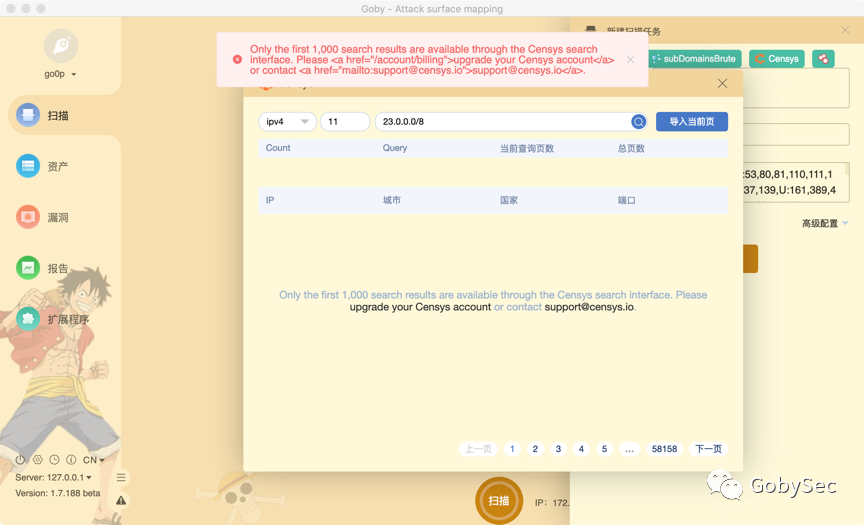 Goby - Attack surface mapping
go0p
扫描
资产
漏洞
报告
扩展程序
CN
Server: 127.0.0.1
Version: 1.7.188 beta
新建扫描任务
Only the first 1,000 search results are available through the Censys search
interface. Please <a href="/account/billing">upgrade your Censys account</a>
or contact <a href="mailto:support@censys.io">support@censys.io</a>.
subDomainsBrute
Censys
ipv4
11
23.0.0.0/8
导入当前页
Count
Query
当前查询页数
总页数
IP
城市
国家
端口
Only the first 1,000 search results are available through the Censys search interface. Please
upgrade your Censys account or contact support@censys.io.
上一页 1 2 3 4 5 ... 58158 下一页
:53,80,81,110,111,1
37,139,U:161,389,4
高级配置
扫描
IP: 172.
GobySec